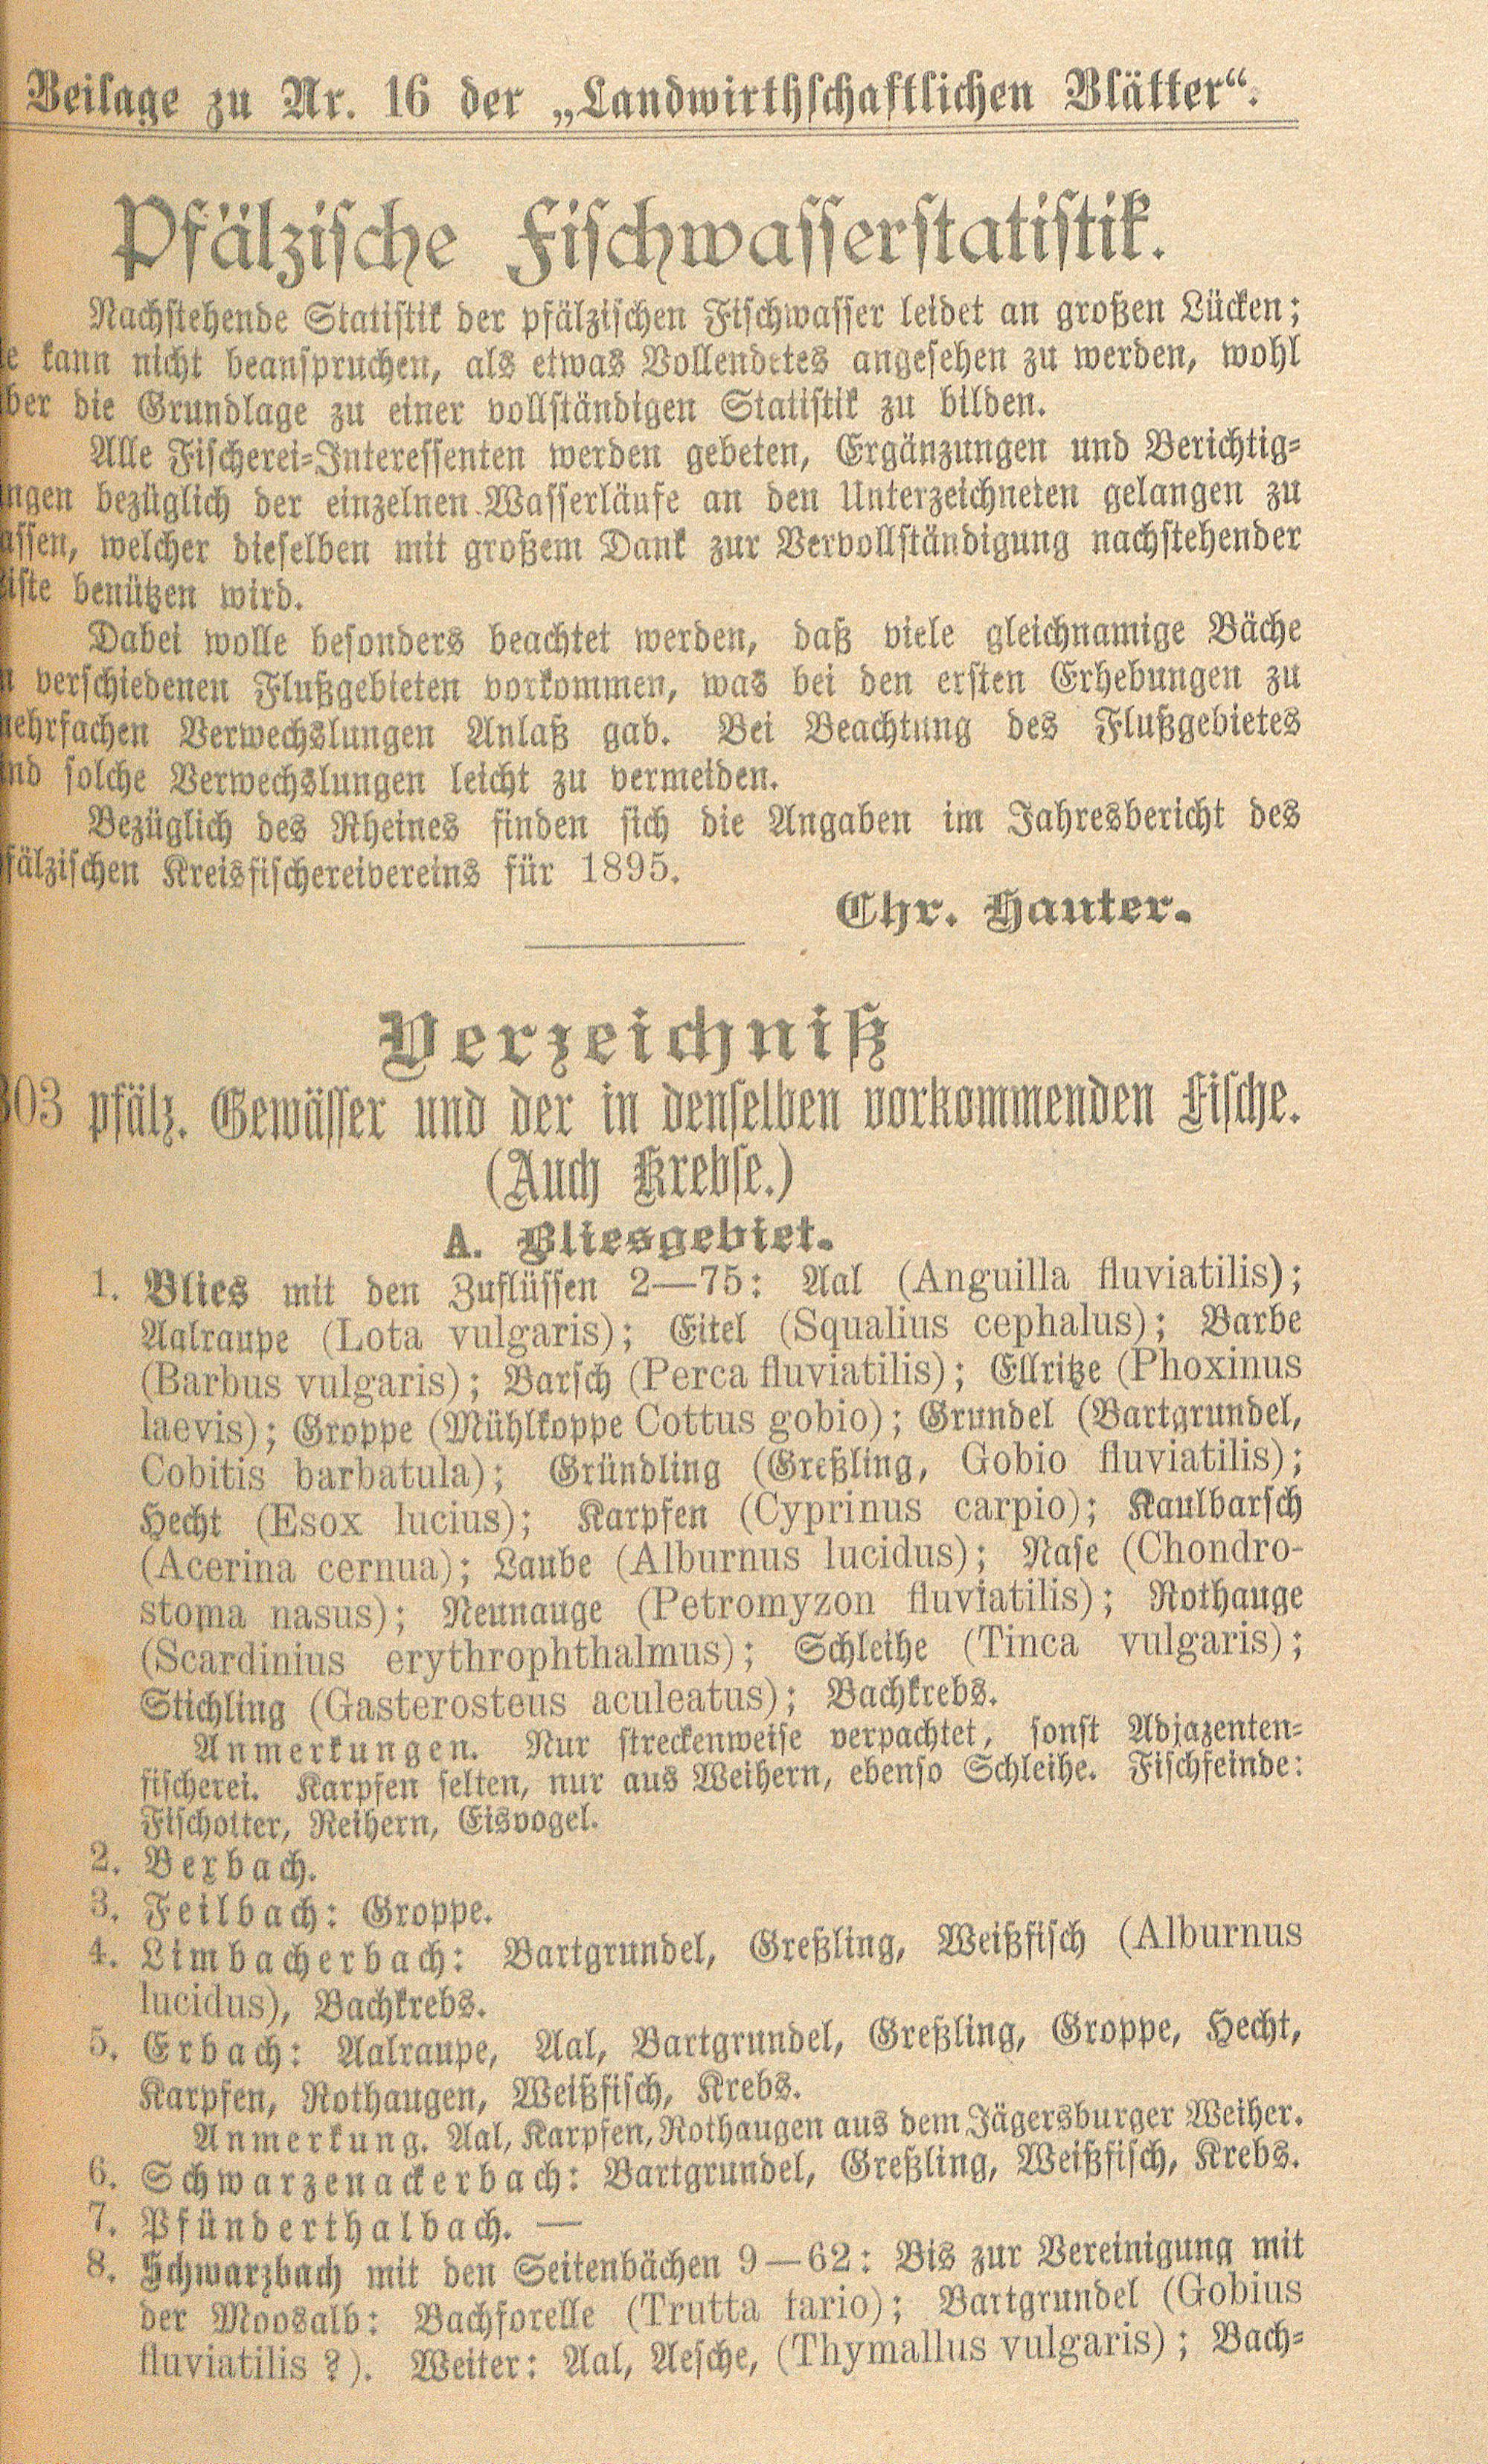 Beilage zu Nr. 16 der „Landwirthschaftlichen Blätter“.
Pfälzische Fischwasserstatistik.
Nachstehende Statistik der pfälzischen Fischwasser leidet an großen Lücken;
kann nicht beanspruchen, als etwas Vollendetes angesehen zu werden, wohl
ber die Grundlage zu einer vollständigen Statistik zu bilden.
Alle Fischerei-Interessenten werden gebeten, Ergänzungen und Berichtig-
ngen bezüglich der einzelnen Wasserläufe an den Unterzeichneten gelangen zu
assen, welcher dieselben mit großem Dank zur Vervollständigung nachstehender
iste benützen wird.
Dabei wolle besonders beachtet werden, daß viele gleichnamige Bäche
n verschiedenen Flußgebieten vorkommen, was bei den ersten Erhebungen zu
mehrfachen Verwechslungen Anlaß gab. Bei Beachtung des Flußgebietes
ind solche Verwechslungen leicht zu vermeiden.
Bezüglich des Rheines finden sich die Angaben im Jahresbericht des
fälzischen Kreisfischereivereins für 1895.
Chr. Hauter.
Verzeichniß
303 pfälz. Gewässer und der in denselben vorkommenden Fische.
(Auch Krebse.)
A. Bliesgebiet.
1. Blies mit den Zuflüssen 2—75: Aal (Anguilla fluviatilis);
Aalraupe (Lota vulgaris); Eitel (Squalius cephalus); Barbe
(Barbus vulgaris); Barsch (Perca fluviatilis); Ellritze (Phoxinus
laevis); Groppe (Mühlkoppe Cottus gobio); Grundel (Bartgrundel,
Cobitis barbatula); Gründling (Greßling, Gobio fluviatilis);
Hecht (Esox lucius); Karpfen (Cyprinus carpio); Kaulbarsch
(Acerina cernua); Laube (Alburnus lucidus); Nase (Chondro-
stoma nasus); Neunauge (Petromyzon fluviatilis); Rothauge
(Scardinius erythrophthalmus); Schleihe (Tinca vulgaris);
Stichling (Gasterosteus aculeatus); Bachkrebs.
Anmerkungen. Nur streckenweise verpachtet, sonst Adjazenten-
fischerei. Karpfen selten, nur aus Weihern, ebenso Schleihe. Fischfeinde:
Fischotter, Reihern, Eisvogel.
2. Bexbach.
3. Feilbach: Groppe.
4. Limbacherbach: Bartgrundel, Greßling, Weißfisch (Alburnus
lucidus), Bachkrebs.
5. Erbach: Aalraupe, Aal, Bartgrundel, Greßling, Groppe, Hecht,
Karpfen, Rothaugen, Weißfisch, Krebs.
Anmerkung. Aal, Karpfen, Rothaugen aus dem Jägersburger Weiher.
6. Schwarzenackerbach: Bartgrundel, Greßling, Weißfisch, Krebs.
7. Pfünderthalbach. —
8. Schwarzbach mit den Seitenbächen 9—62: Bis zur Vereinigung mit
der Moosalb: Bachforelle (Trutta tario); Bartgrundel (Gobius
fluviatilis ?). Weiter: Aal, Aesche, (Thymallus vulgaris); Bach-